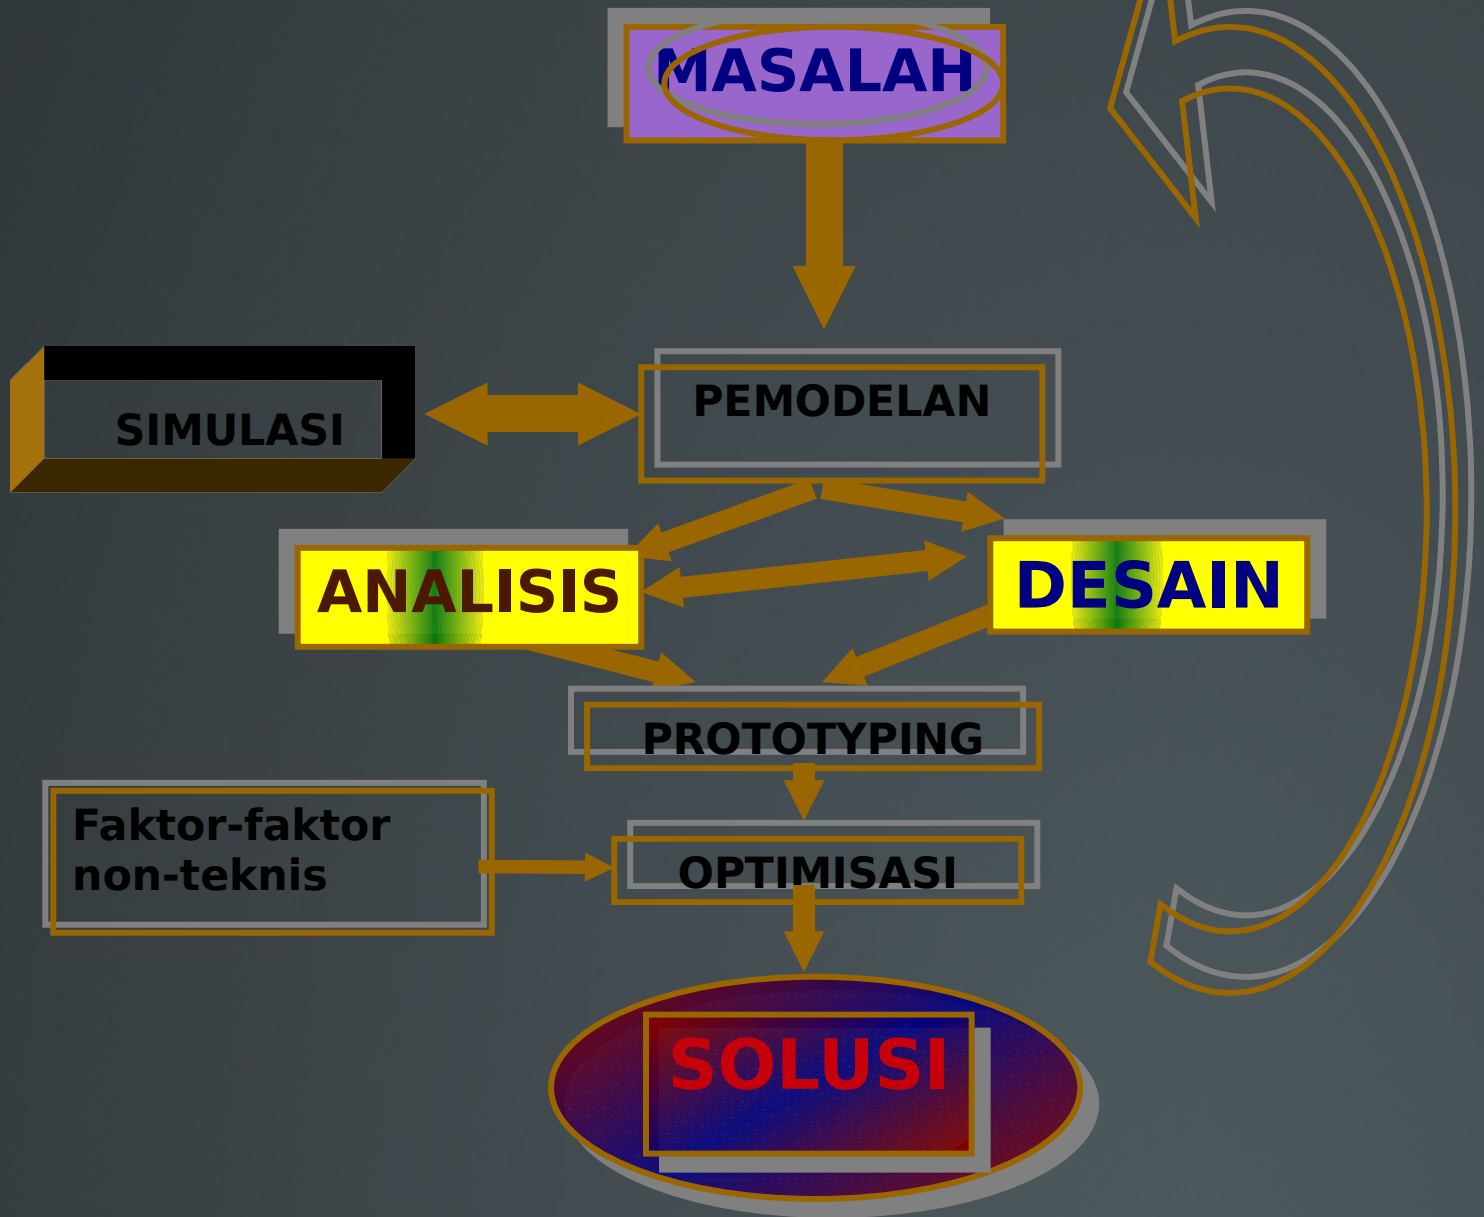 MASALAH
PEMODELAN
SIMULASI
ANALISIS
DESAIN
PROTOTYPING
Faktor-faktor
non-teknis
OPTIMISASI
SOLUSI